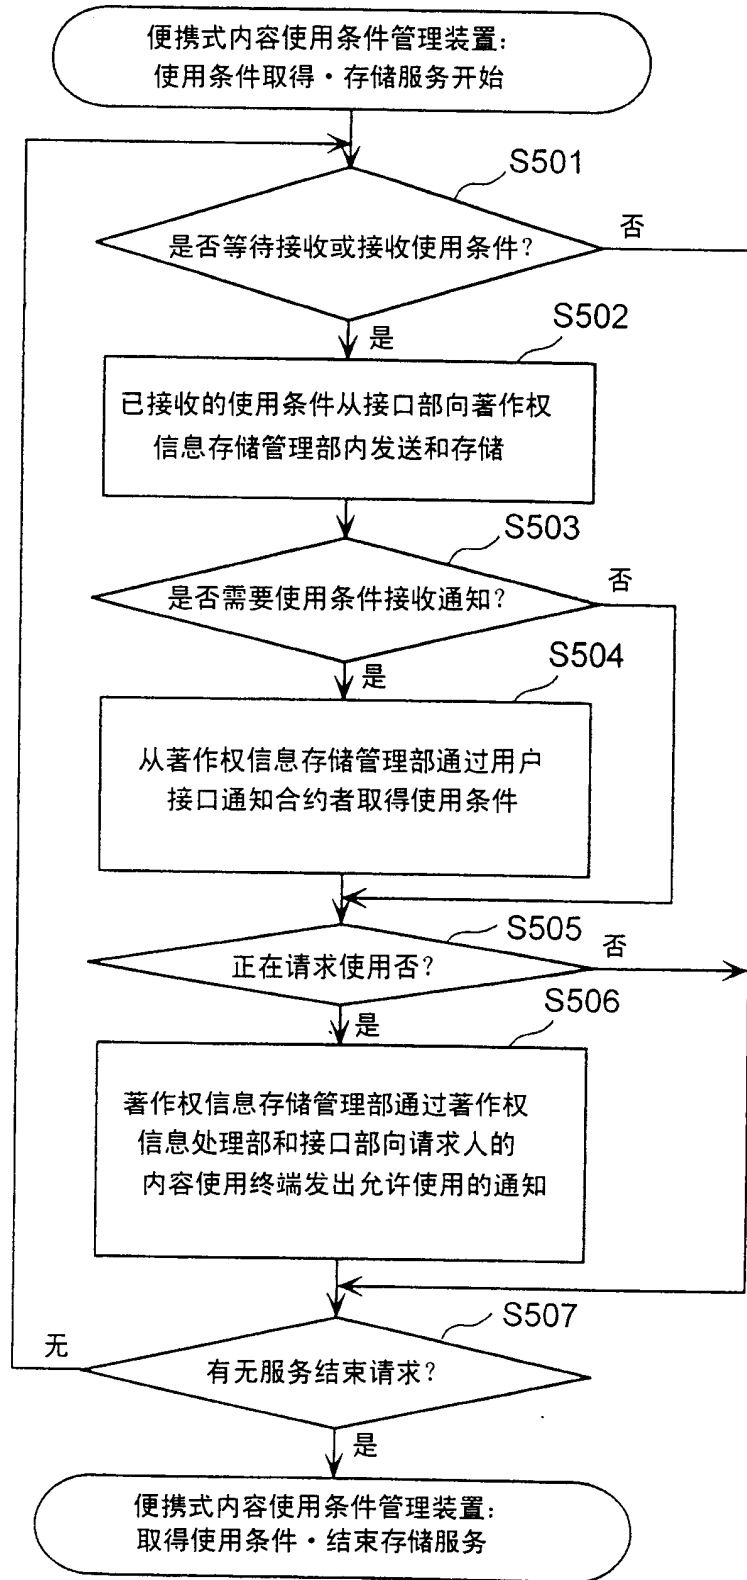 便携式内容使用条件管理装置：
使用条件取得·存储服务开始
S501
是否等待接收或接收使用条件？
否
是
S502
已接收的使用条件从接口部向著作权
信息存储管理部内发送和存储
S503
是否需要使用条件接收通知？
否
是
S504
从著作权信息存储管理部通过用户
接口通知合约者取得使用条件
S505
正在请求使用否？
否
是
S506
著作权信息存储管理部通过著作权
信息处理部和接口部向请求人的
内容使用终端发出允许使用的通知
S507
无
有无服务结束请求？
是
便携式内容使用条件管理装置：
取得使用条件·结束存储服务